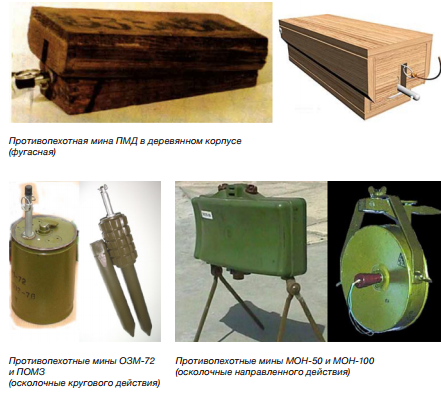 Противопехотная мина ПМД в деревянном корпусе
(фугасная)
Противопехотные мины ОЗМ-72
и ПОМЗ
(осколочные кругового действия)
Противопехотные мины МОН-50 и МОН-100
(осколочные направленного действия)